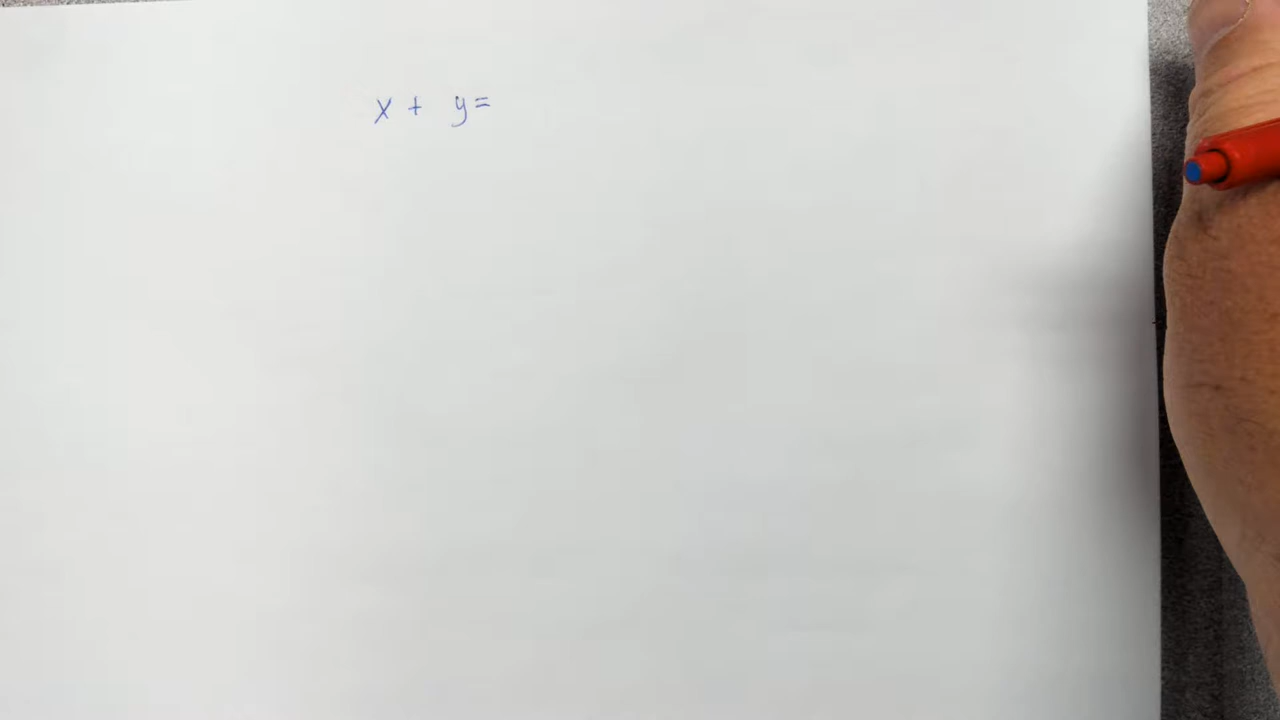 x + y =